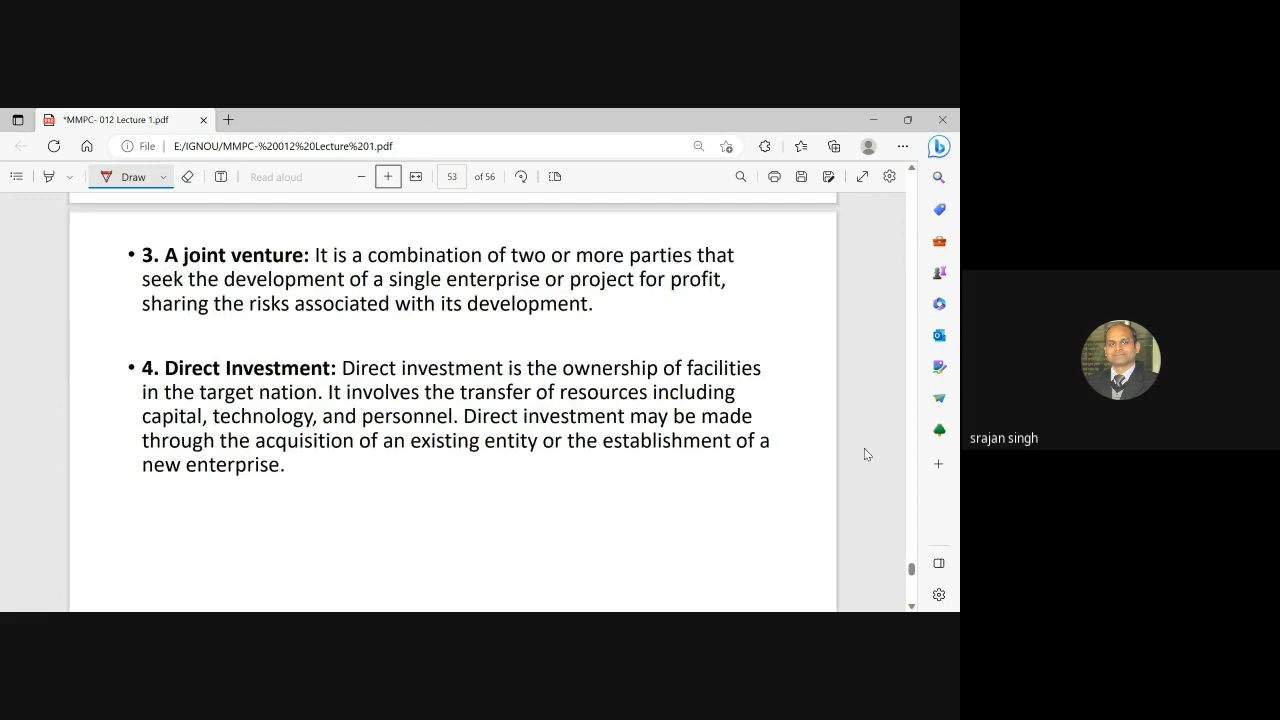 *MMPC- 012 Lecture 1.pdf
File
E:/IGNOU/MMPC-%20012%20Lecture%201.pdf
Draw
Read aloud
53
of 56
• 3. A joint venture: It is a combination of two or more parties that
seek the development of a single enterprise or project for profit,
sharing the risks associated with its development.
• 4. Direct Investment: Direct investment is the ownership of facilities
in the target nation. It involves the transfer of resources including
capital, technology, and personnel. Direct investment may be made
through the acquisition of an existing entity or the establishment of a
new enterprise.
srajan singh